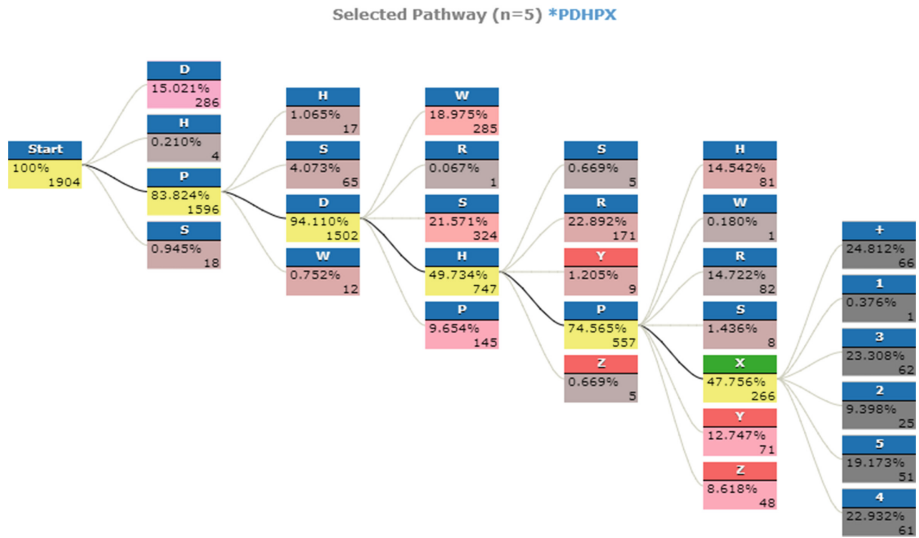 Selected Pathway (n=5) *PDHPX
Start
100%
1904
D
15.021%
286
H
0.210%
4
P
83.824%
1596
S
0.945%
18
H
1.065%
17
S
4.073%
65
D
94.110%
1502
W
0.752%
12
W
18.975%
285
R
0.067%
1
S
21.571%
324
H
49.734%
747
P
9.654%
145
S
0.669%
5
R
22.892%
171
Y
1.205%
9
P
74.565%
557
Z
0.669%
5
H
14.542%
81
W
0.180%
1
R
14.722%
82
S
1.436%
8
X
47.756%
266
Y
12.747%
71
Z
8.618%
48
+
24.812%
66
1
0.376%
1
3
23.308%
62
2
9.398%
25
5
19.173%
51
4
22.932%
61